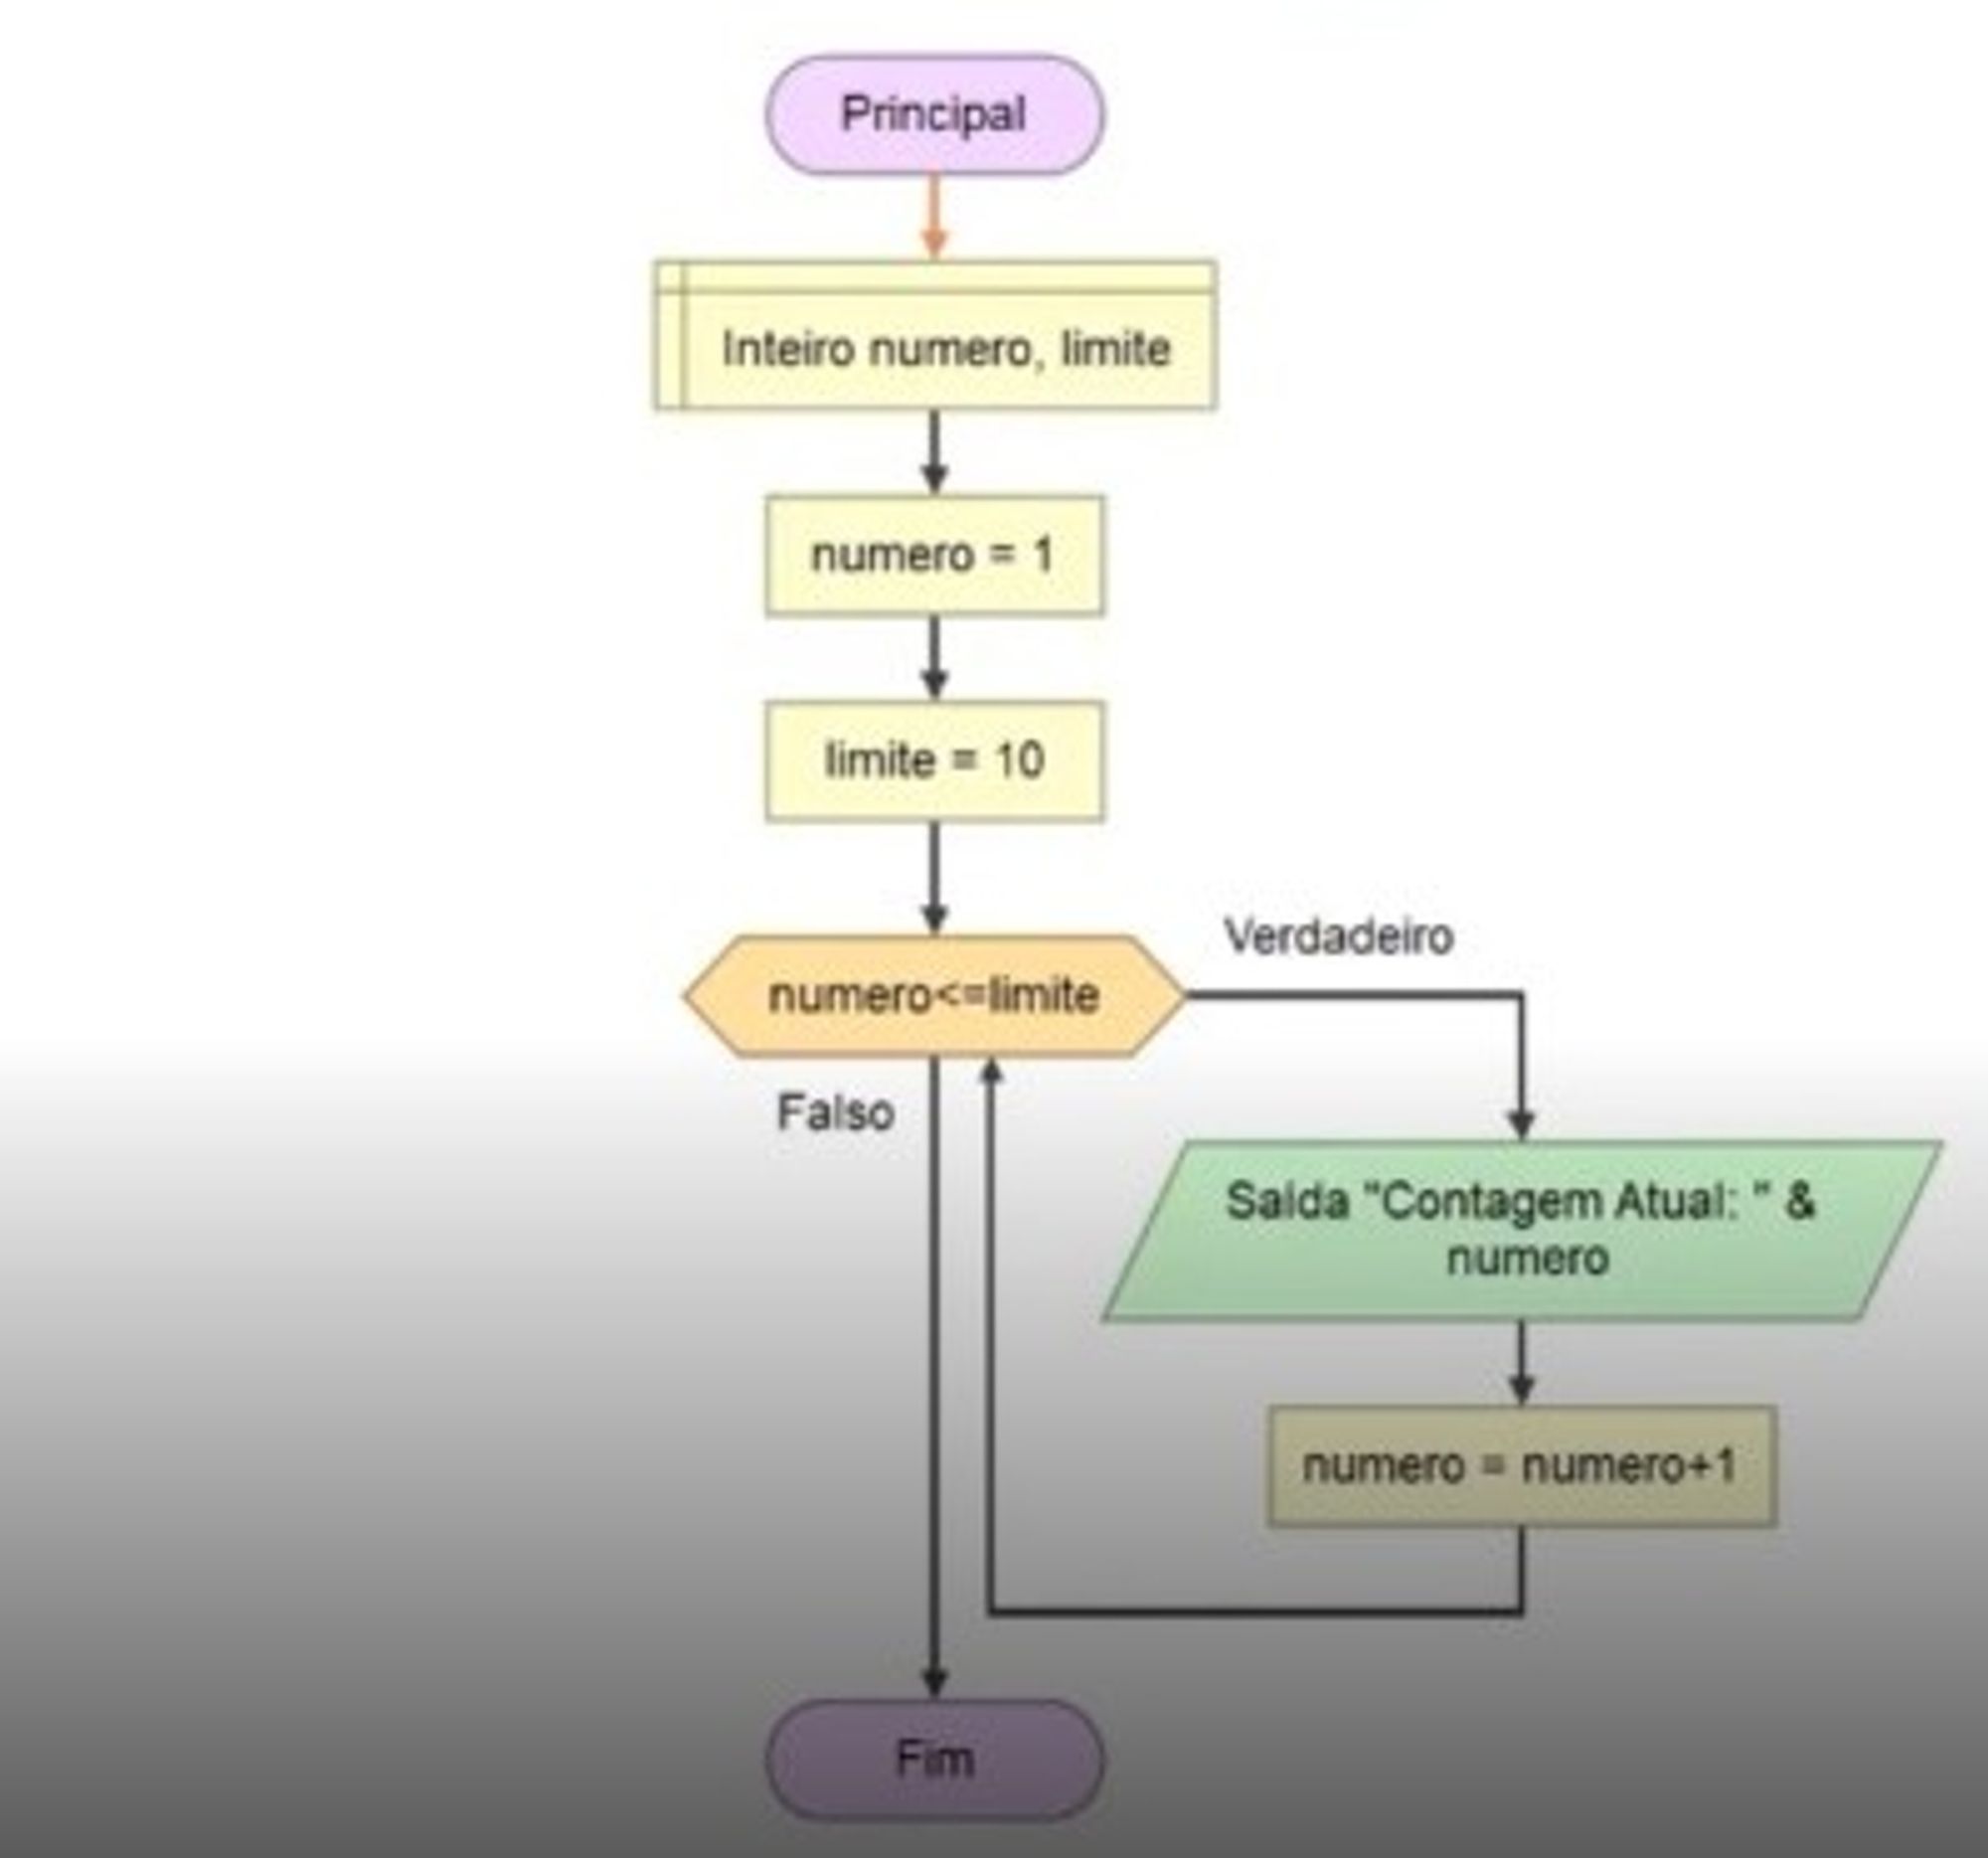 Principal
Inteiro numero, limite
numero = 1
limite = 10
numero<=limite
Verdadeiro
Falso
Saída "Contagem Atual: " &
numero
numero = numero+1
Fim